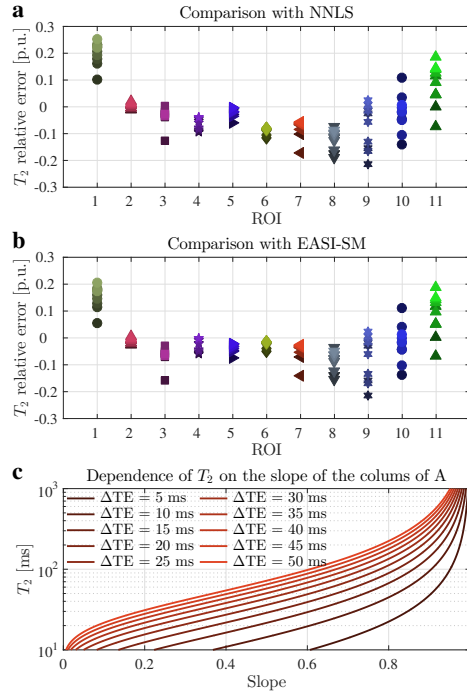 a
Comparison with NNLS
T2 relative error [p.u.]
0.3
0.2
0.1
0
-0.1
-0.2
-0.3
1 2 3 4 5 6 7 8 9 10 11
ROI
b
Comparison with EASI-SM
T2 relative error [p.u.]
0.3
0.2
0.1
0
-0.1
-0.2
-0.3
1 2 3 4 5 6 7 8 9 10 11
ROI
c
Dependence of T2 on the slope of the colums of A
T2 [ms]
10^3
10^2
10^1
ΔTE = 5 ms
ΔTE = 10 ms
ΔTE = 15 ms
ΔTE = 20 ms
ΔTE = 25 ms
ΔTE = 30 ms
ΔTE = 35 ms
ΔTE = 40 ms
ΔTE = 45 ms
ΔTE = 50 ms
0 0.2 0.4 0.6 0.8
Slope